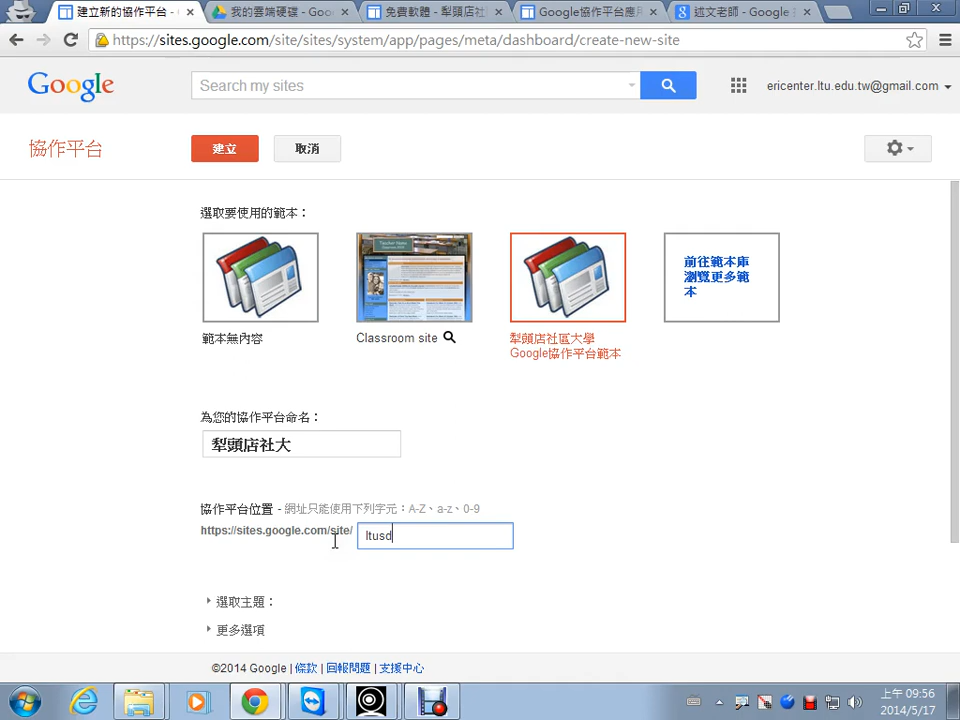 建立新的協作平台 -
我的雲端硬碟 - Goo
免費軟體 - 犁頭店社
Google協作平台應
述文老師 - Google
https://sites.google.com/site/sites/system/app/pages/meta/dashboard/create-new-site
Google
Search my sites
ericenter.ltu.edu.tw@gmail.com
協作平台
建立
取消
選取要使用的範本：
前往範本庫
瀏覽更多範
本
範本無內容
Classroom site
犁頭店社區大學
Google協作平台範本
為您的協作平台命名：
犁頭店社大
協作平台位置 - 網址只能使用下列字元：A-Z、a-z、0-9
https://sites.google.com/site/
ltusd
選取主題：
更多選項
©2014 Google | 條款 | 回報問題 | 支援中心
上午 09:56
2014/5/17